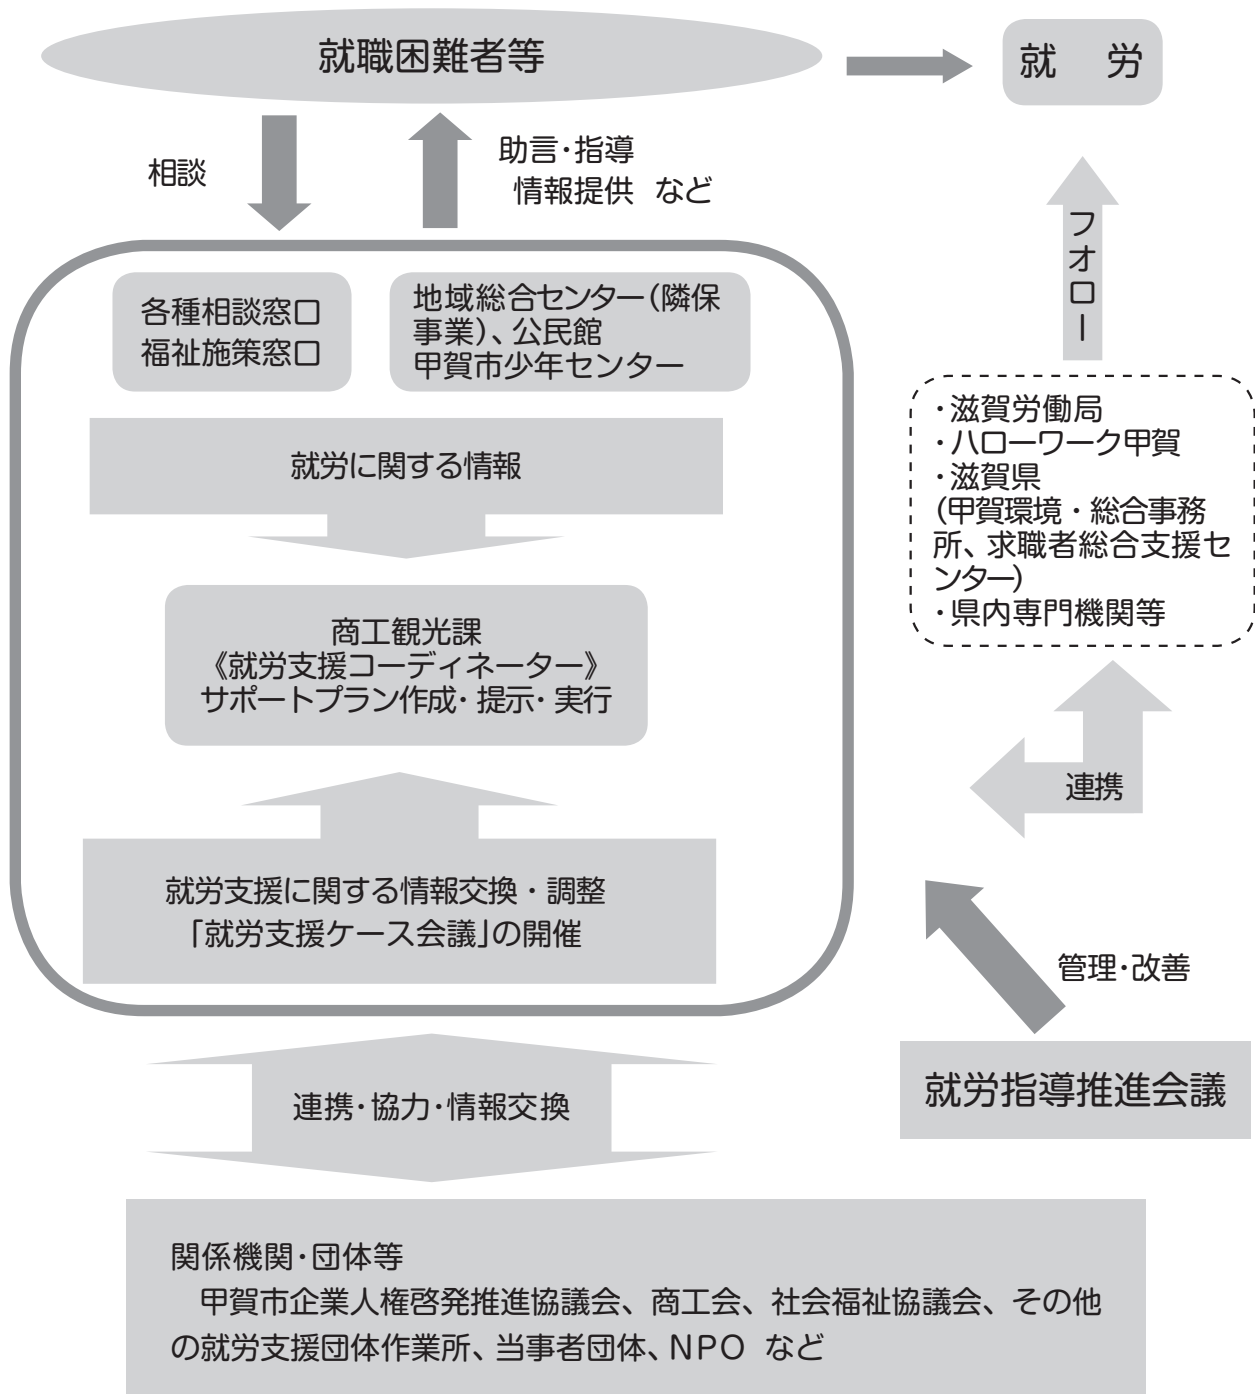 就職困難者等
就　労
相談
助言・指導
情報提供 など
フォロー
各種相談窓口
福祉施策窓口
地域総合センター(隣保
事業)、公民館
甲賀市少年センター
・滋賀労働局
・ハローワーク甲賀
・滋賀県
(甲賀環境・総合事務
所、求職者総合支援セ
ンター)
・県内専門機関等
就労に関する情報
商工観光課
《就労支援コーディネーター》
サポートプラン作成・提示・実行
連携
就労支援に関する情報交換・調整
「就労支援ケース会議」の開催
管理・改善
就労指導推進会議
連携・協力・情報交換
関係機関・団体等
　甲賀市企業人権啓発推進協議会、商工会、社会福祉協議会、その他
の就労支援団体作業所、当事者団体、NPO など